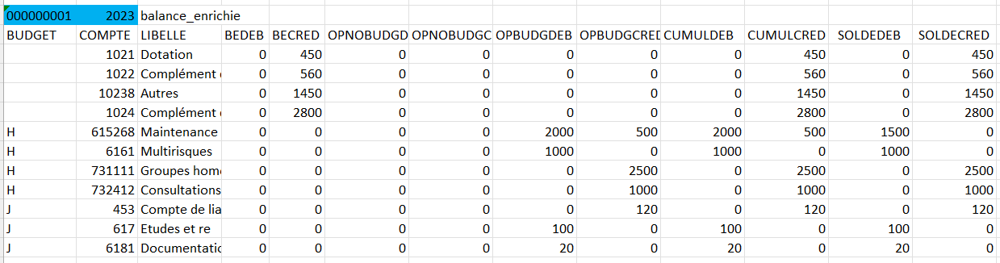 000000001 2023 balance_enrichie
BUDGET COMPTE LIBELLE BEDEB BECRED OPNOBUDGD OPNOBUDGC OPBUDGDEB OPBUDGCRED CUMULDEB CUMULCRED SOLDEDEB SOLDECRED
1021 Dotation 0 450 0 0 0 0 0 450 0 450
1022 Complément 0 560 0 0 0 0 0 560 0 560
10238 Autres 0 1450 0 0 0 0 0 1450 0 1450
1024 Complément 0 2800 0 0 0 0 0 2800 0 2800
H 615268 Maintenance 0 0 0 0 2000 500 2000 500 1500 0
H 6161 Multirisques 0 0 0 0 1000 0 1000 0 1000 0
H 731111 Groupes hom 0 0 0 0 0 2500 0 2500 0 2500
H 732412 Consultations 0 0 0 0 0 1000 0 1000 0 1000
J 453 Compte de lia 0 0 0 0 0 120 0 120 0 120
J 617 Etudes et re 0 0 0 0 100 0 100 0 100 0
J 6181 Documentatic 0 0 0 0 20 0 20 0 20 0